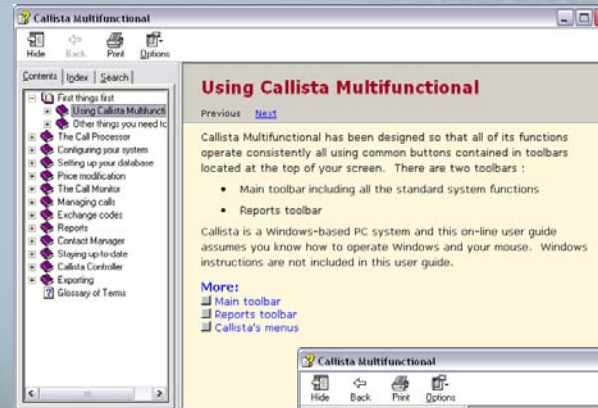 Callista Multifunctional
Hide Back Print Options
Contents Index Search
First things first
Using Callista Multifuncti
Other things you need to
The Call Processor
Configuring your system
Setting up your database
Price modification
The Call Monitor
Managing calls
Exchange codes
Reports
Contact Manager
Staying up-to-date
Callista Controller
Exporting
Glossary of Terms
Using Callista Multifunctional
Previous Next
Callista Multifunctional has been designed so that all of its functions
operate consistently all using common buttons contained in toolbars
located at the top of your screen. There are two toolbars :
• Main toolbar including all the standard system functions
• Reports toolbar
Callista is a Windows-based PC system and this on-line user guide
assumes you know how to operate Windows and your mouse. Windows
instructions are not included in this user guide.
More:
Main toolbar
Reports toolbar
Callista's menus
Callista Multifunctional
Hide Back Print Options